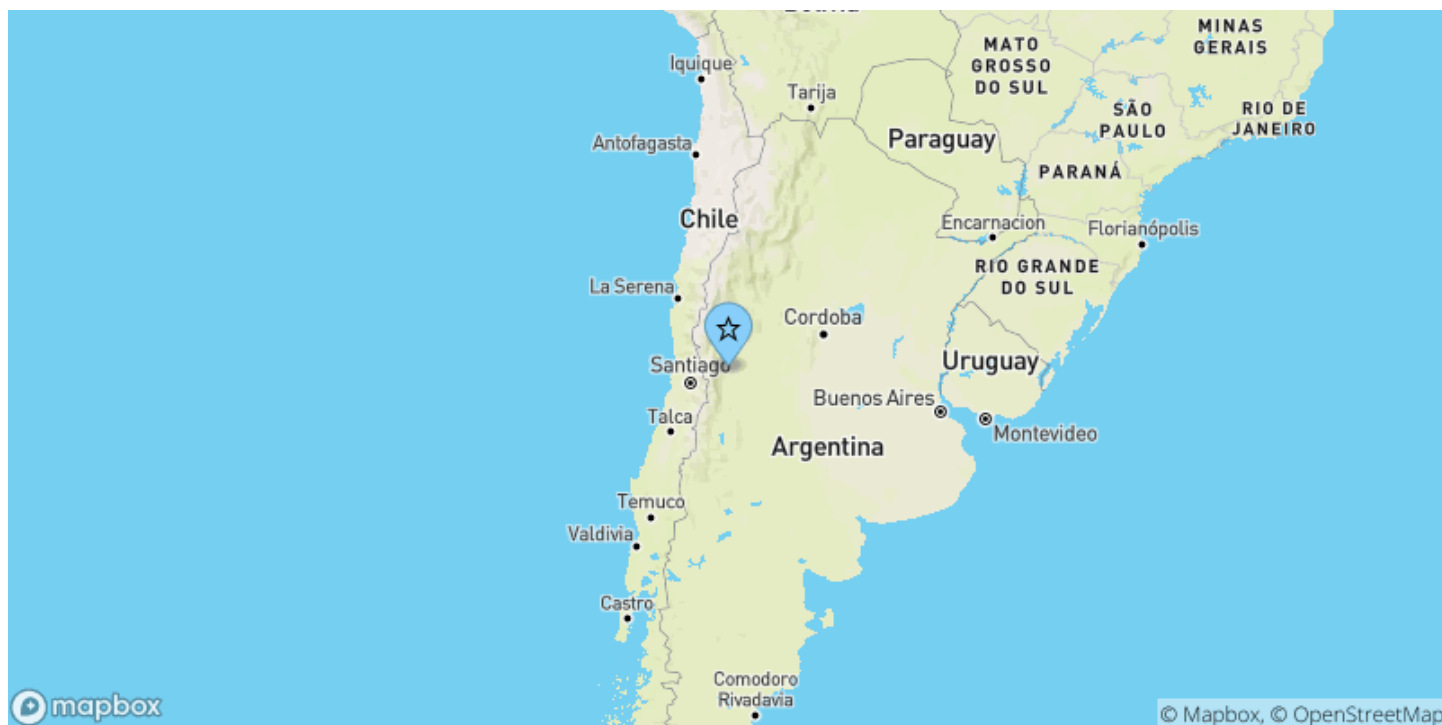 MINAS
GERAIS
MATO
GROSSO
DO SUL
Iquique
Tarija
SÃO
PAULO
RIO DE
JANEIRO
Antofagasta
Paraguay
PARANÁ
Chile
Encarnacion
Florianópolis
RIO GRANDE
DO SUL
La Serena
Cordoba
Santiago
Uruguay
Buenos Aires
Talca
Montevideo
Argentina
Temuco
Valdivia
Castro
Comodoro
Rivadavia
mapbox
© Mapbox, © OpenStreetMap